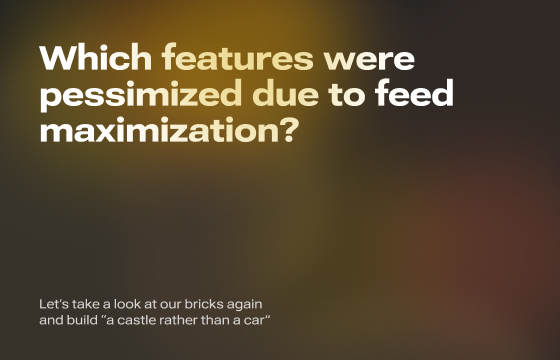 Which features were
pessimized due to feed
maximization?
Let's take a look at our bricks again
and build “a castle rather than a car”